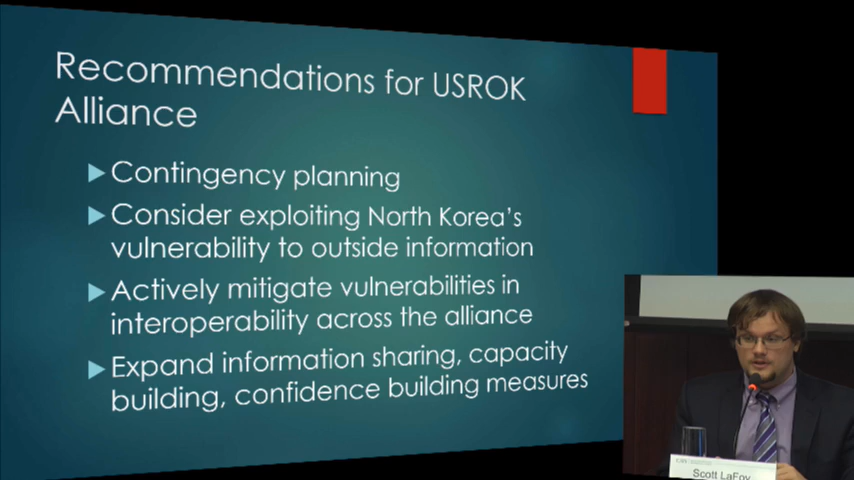 Recommendations for USROK
Alliance
Contingency planning
Consider exploiting North Korea's
vulnerability to outside information
Actively mitigate vulnerabilities in
interoperability across the alliance
Expand information sharing, capacity
building, confidence building measures
Scott LaFoy